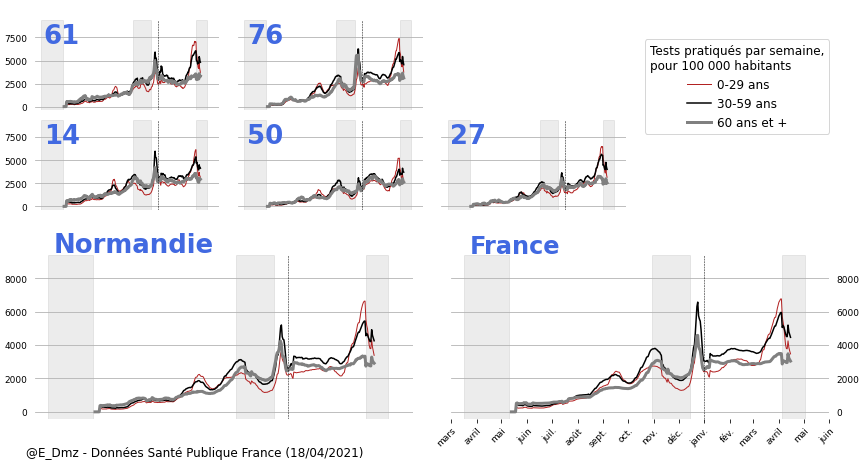 61
76
7500
5000
2500
0
Tests pratiqués par semaine,
pour 100 000 habitants
0-29 ans
30-59 ans
60 ans et +
14
50
27
7500
5000
2500
0
Normandie
France
8000
6000
4000
2000
0
8000
6000
4000
2000
0
mars
avril
mai
juin
juil.
août
sept.
oct.
nov.
déc.
janv.
fév.
mars
avril
mai
juin
@E_Dmz - Données Santé Publique France (18/04/2021)